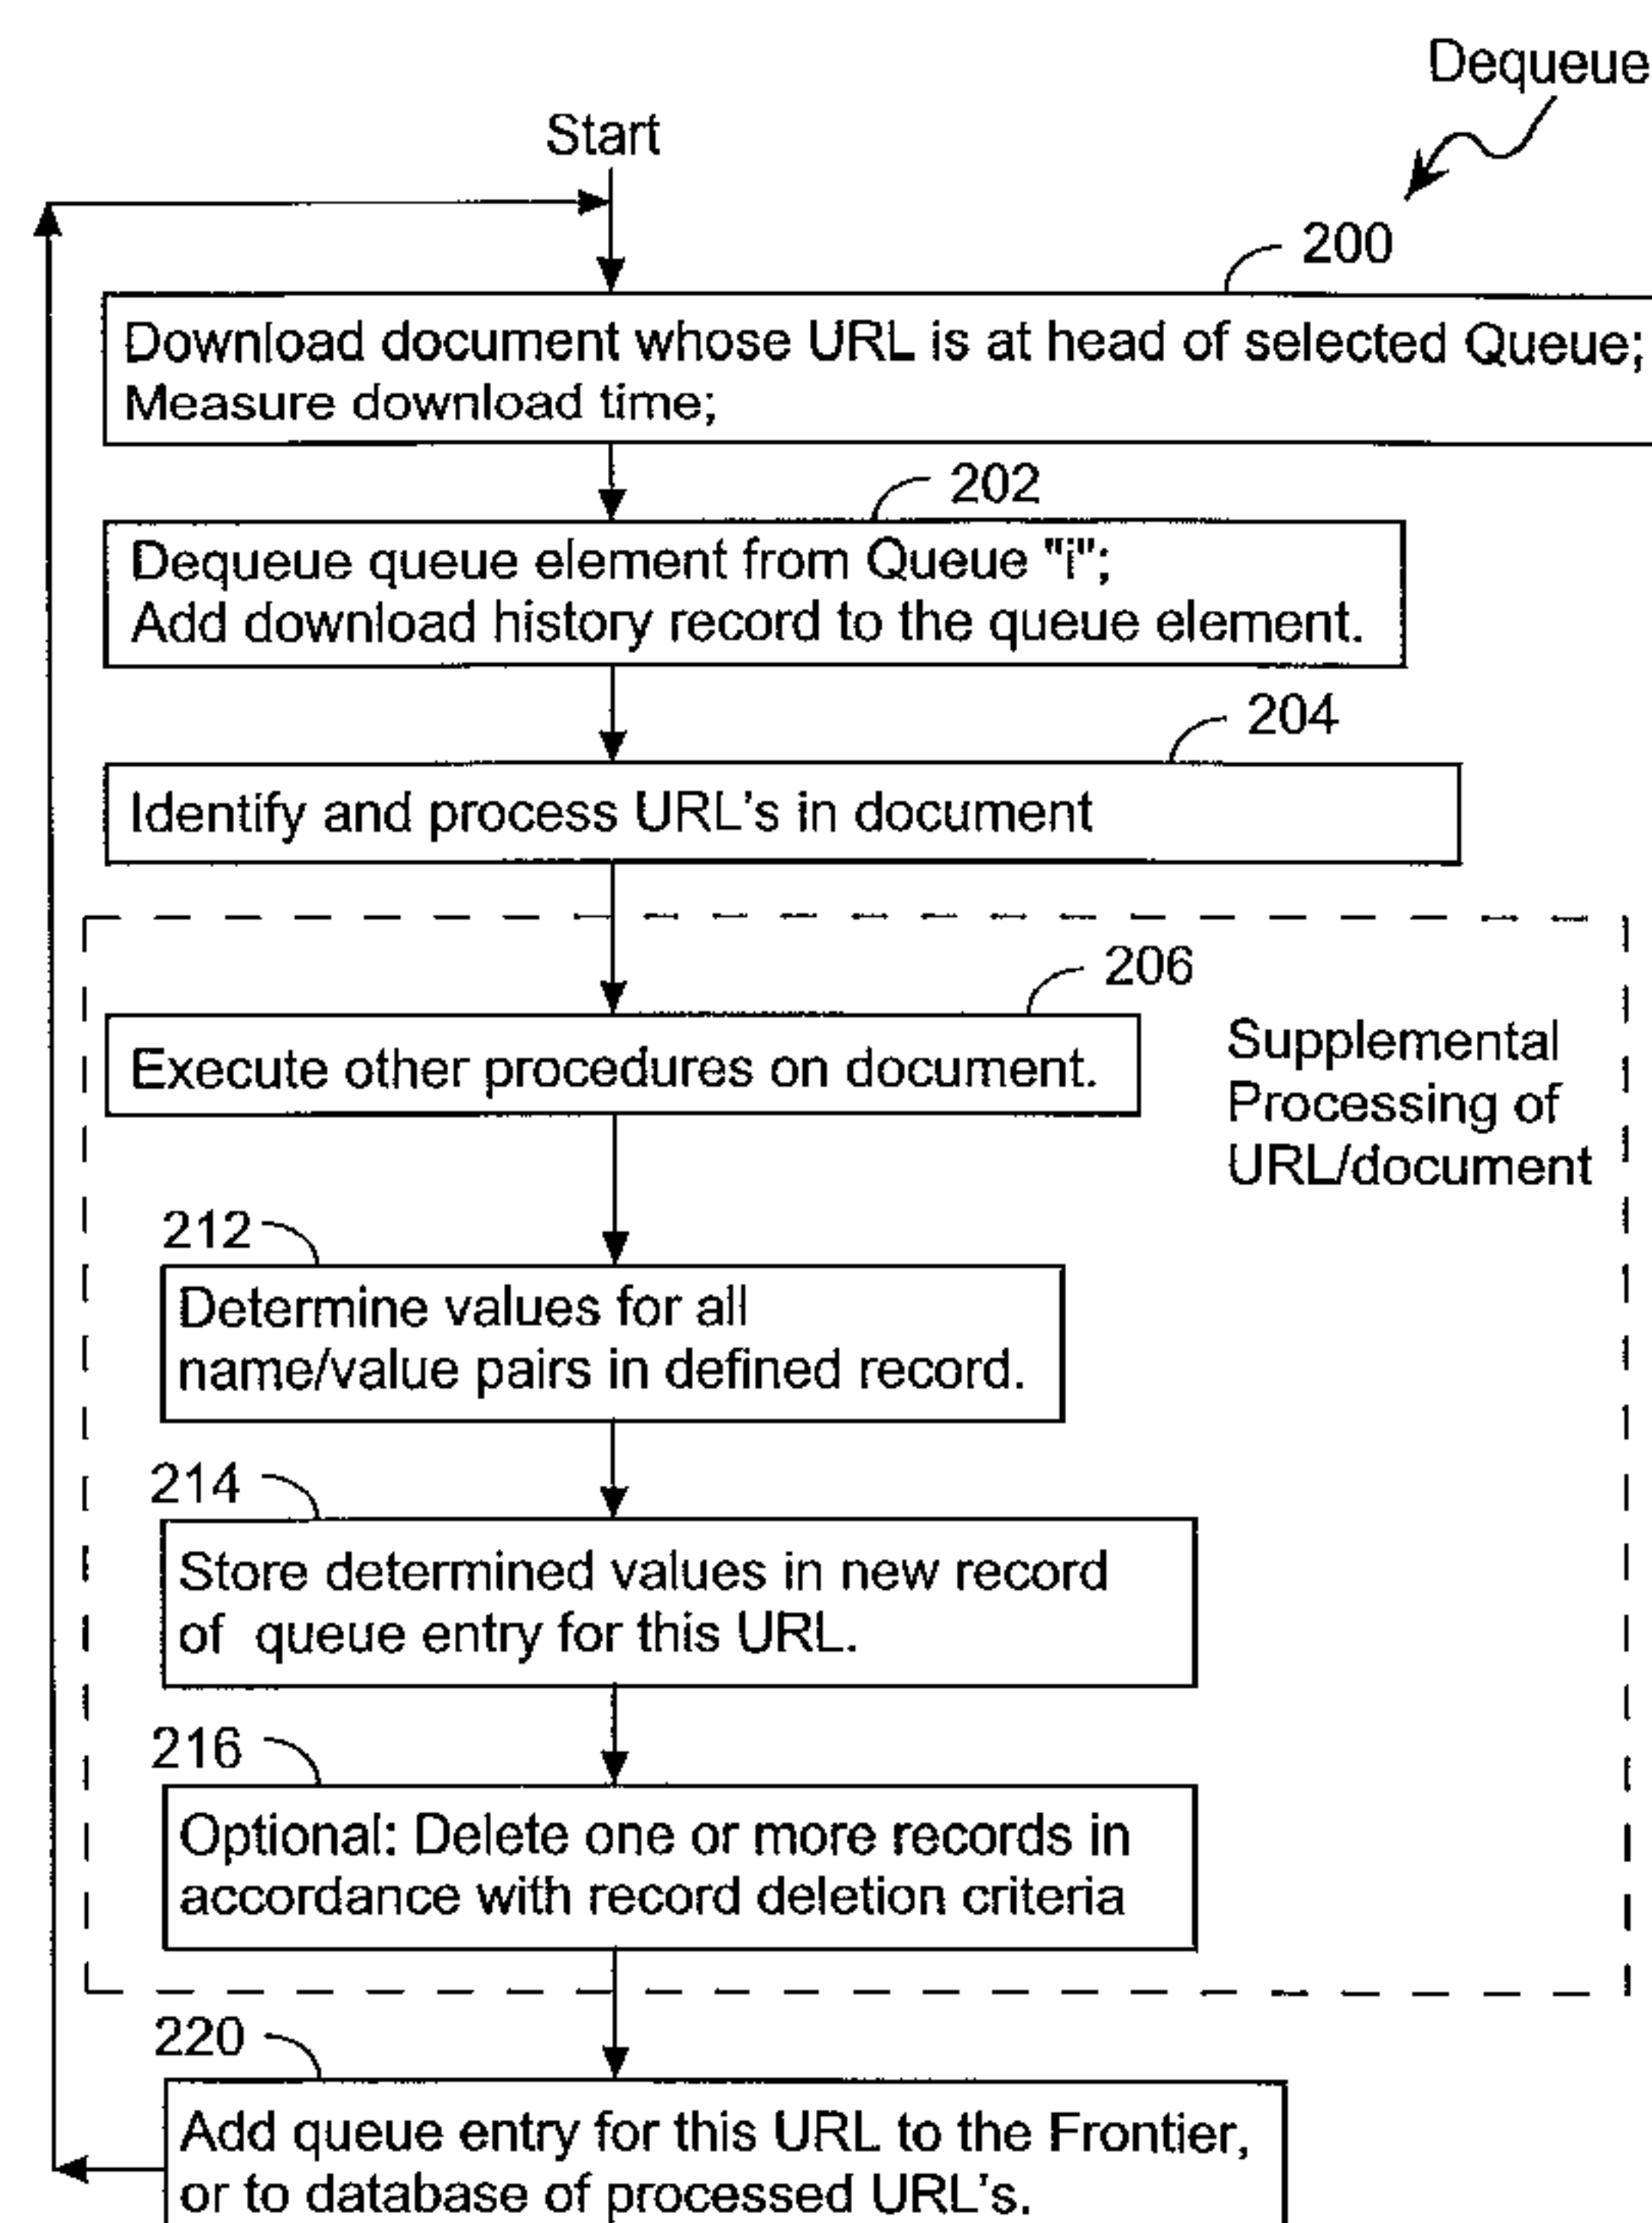 Dequeue
Start
200
Download document whose URL is at head of selected Queue;
Measure download time;
202
Dequeue queue element from Queue "i";
Add download history record to the queue element.
204
Identify and process URL's in document
206
Execute other procedures on document.
Supplemental
Processing of
URL/document
212
Determine values for all
name/value pairs in defined record.
214
Store determined values in new record
of queue entry for this URL.
216
Optional: Delete one or more records in
accordance with record deletion criteria
220
Add queue entry for this URL to the Frontier,
or to database of processed URL's.